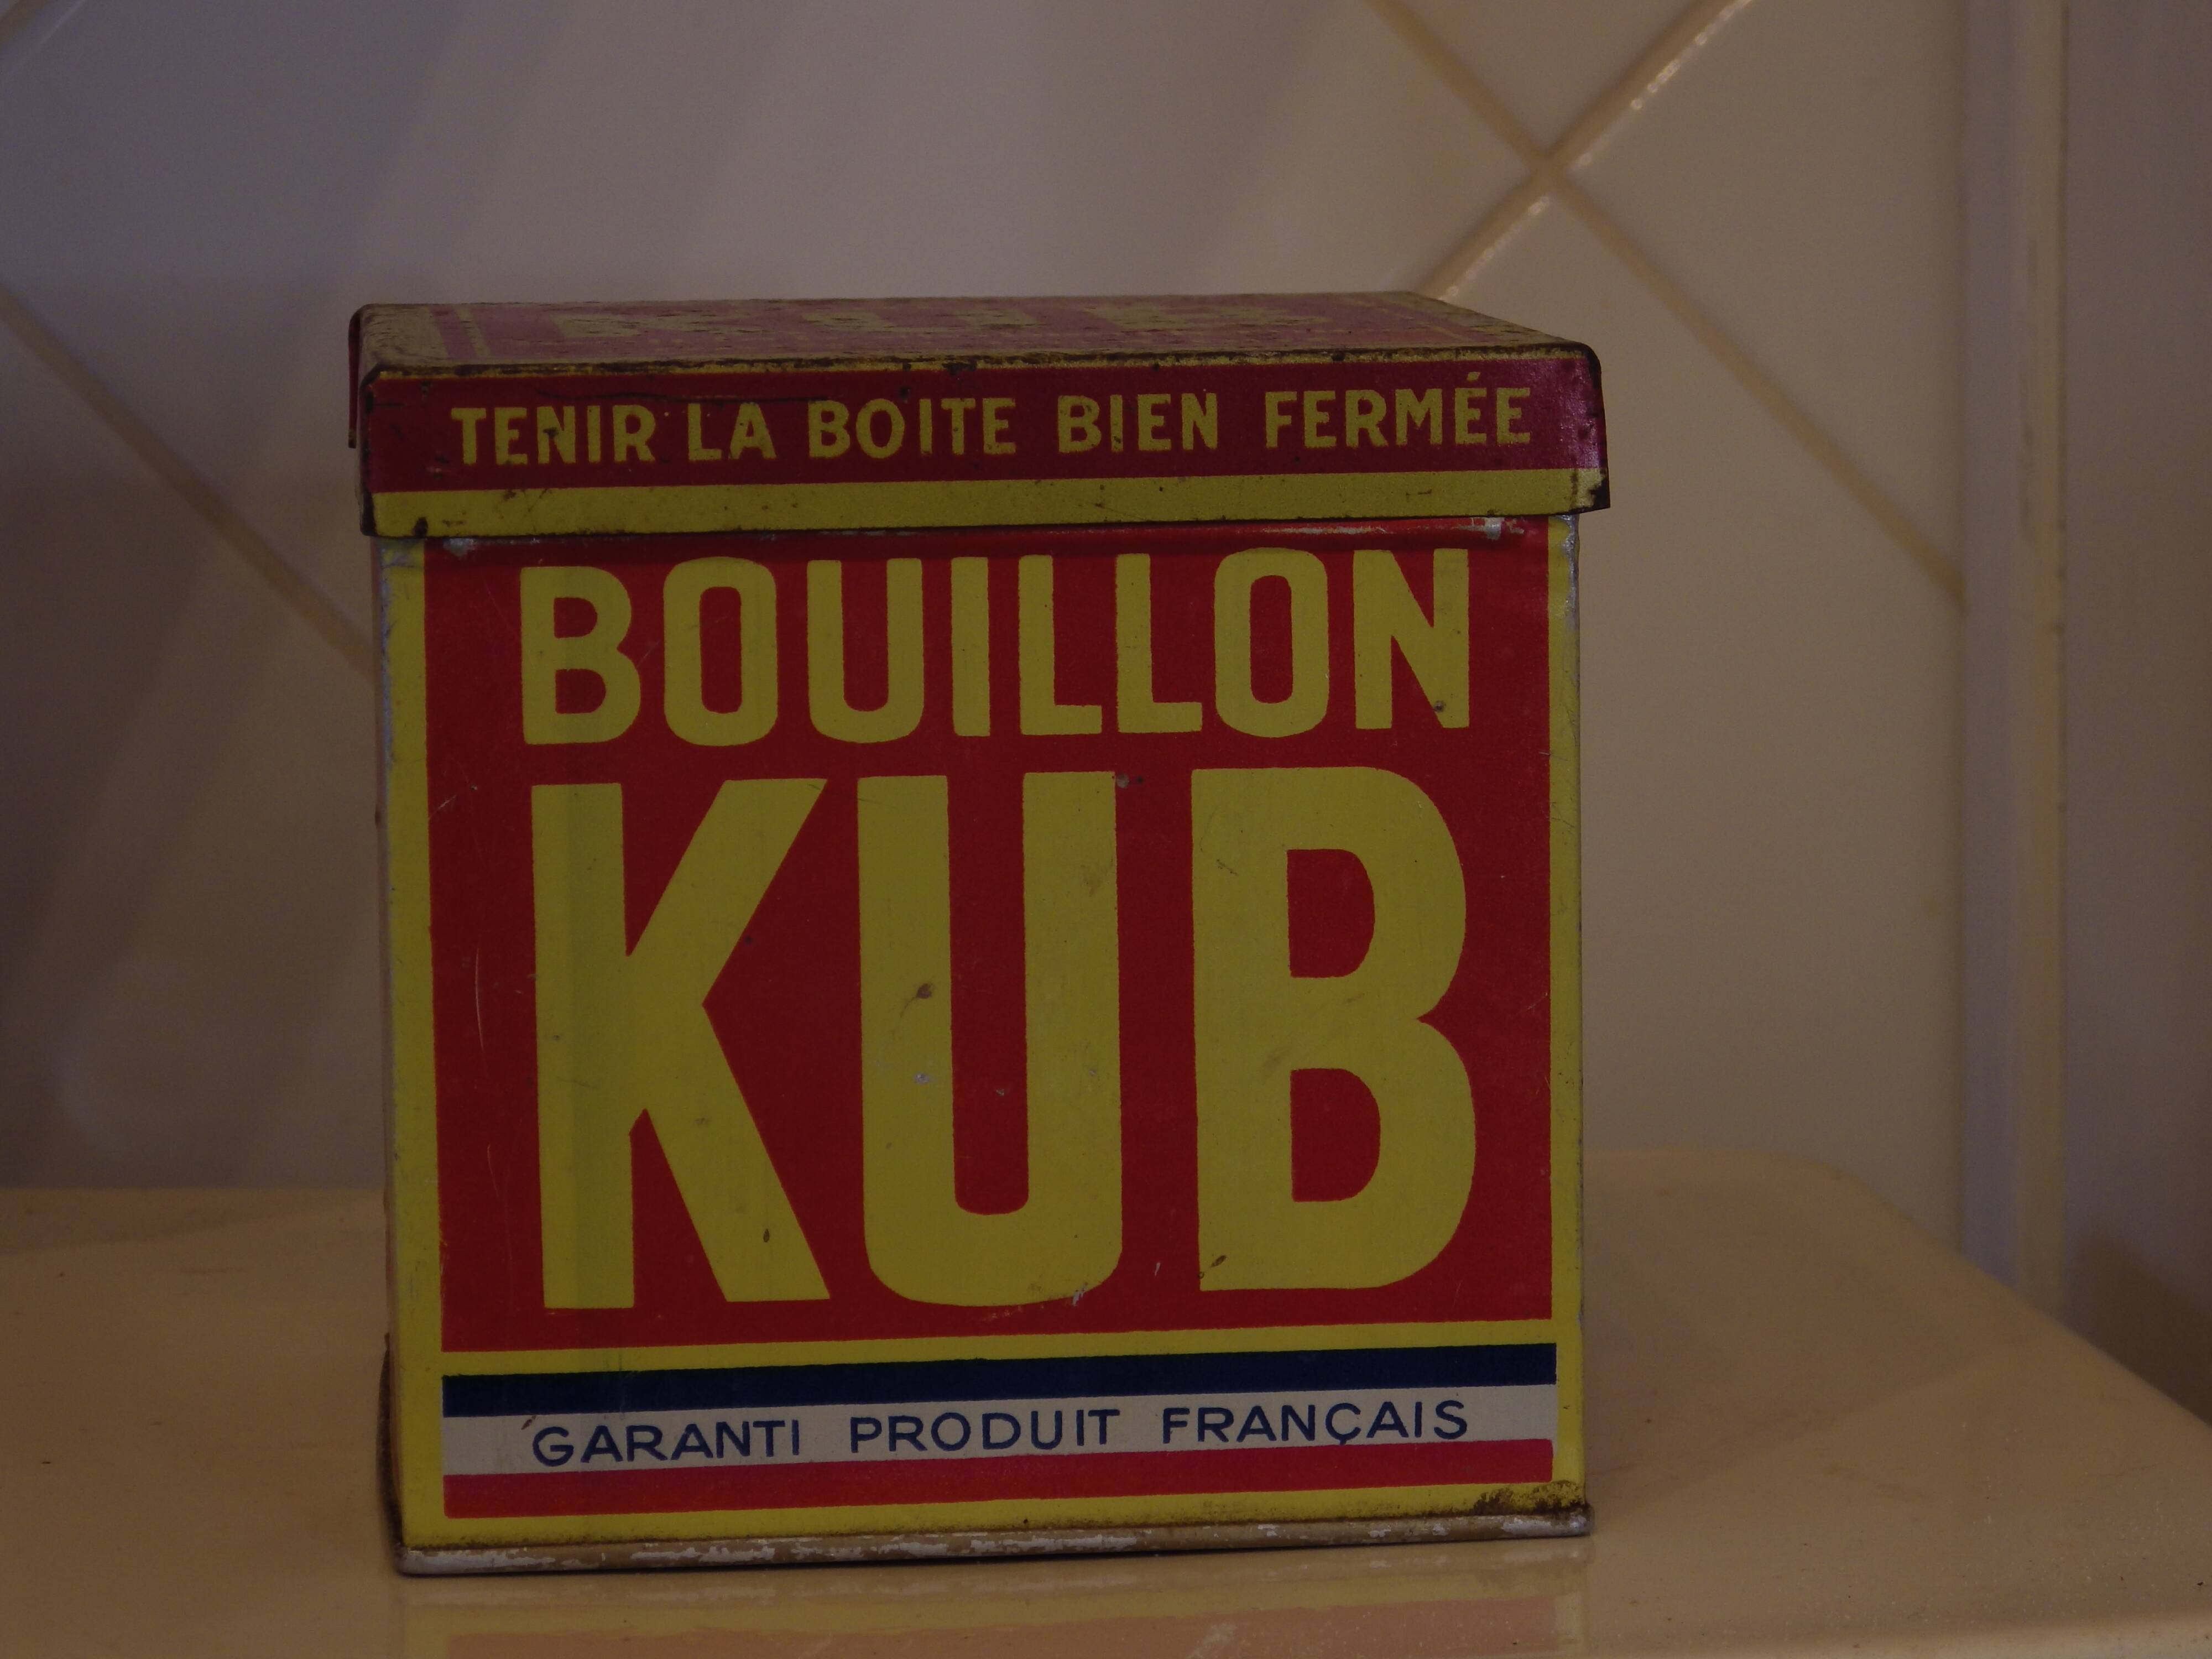 TENIR LA BOITE BIEN FERMÉE
BOUILLON
KUB
GARANTI PRODUIT FRANÇAIS